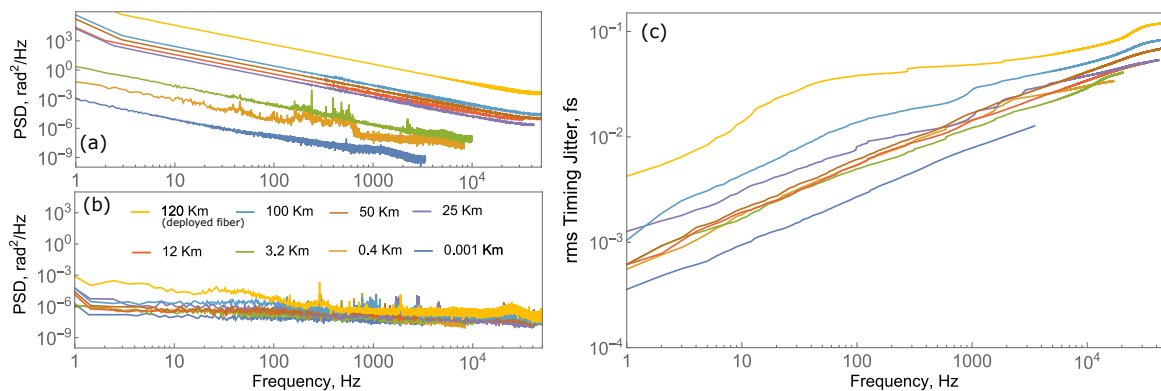 (a)
PSD, rad²/Hz
10³
10⁰
10⁻³
10⁻⁶
10⁻⁹
1
10
100
1000
10⁴
(b)
PSD, rad²/Hz
10³
10⁰
10⁻³
10⁻⁶
10⁻⁹
120 Km
(deployed fiber)
100 Km
50 Km
25 Km
12 Km
3.2 Km
0.4 Km
0.001 Km
1
10
100
1000
10⁴
Frequency, Hz
(c)
rms Timing Jitter, fs
10⁻¹
10⁻²
10⁻³
10⁻⁴
1
10
100
1000
10⁴
Frequency, Hz